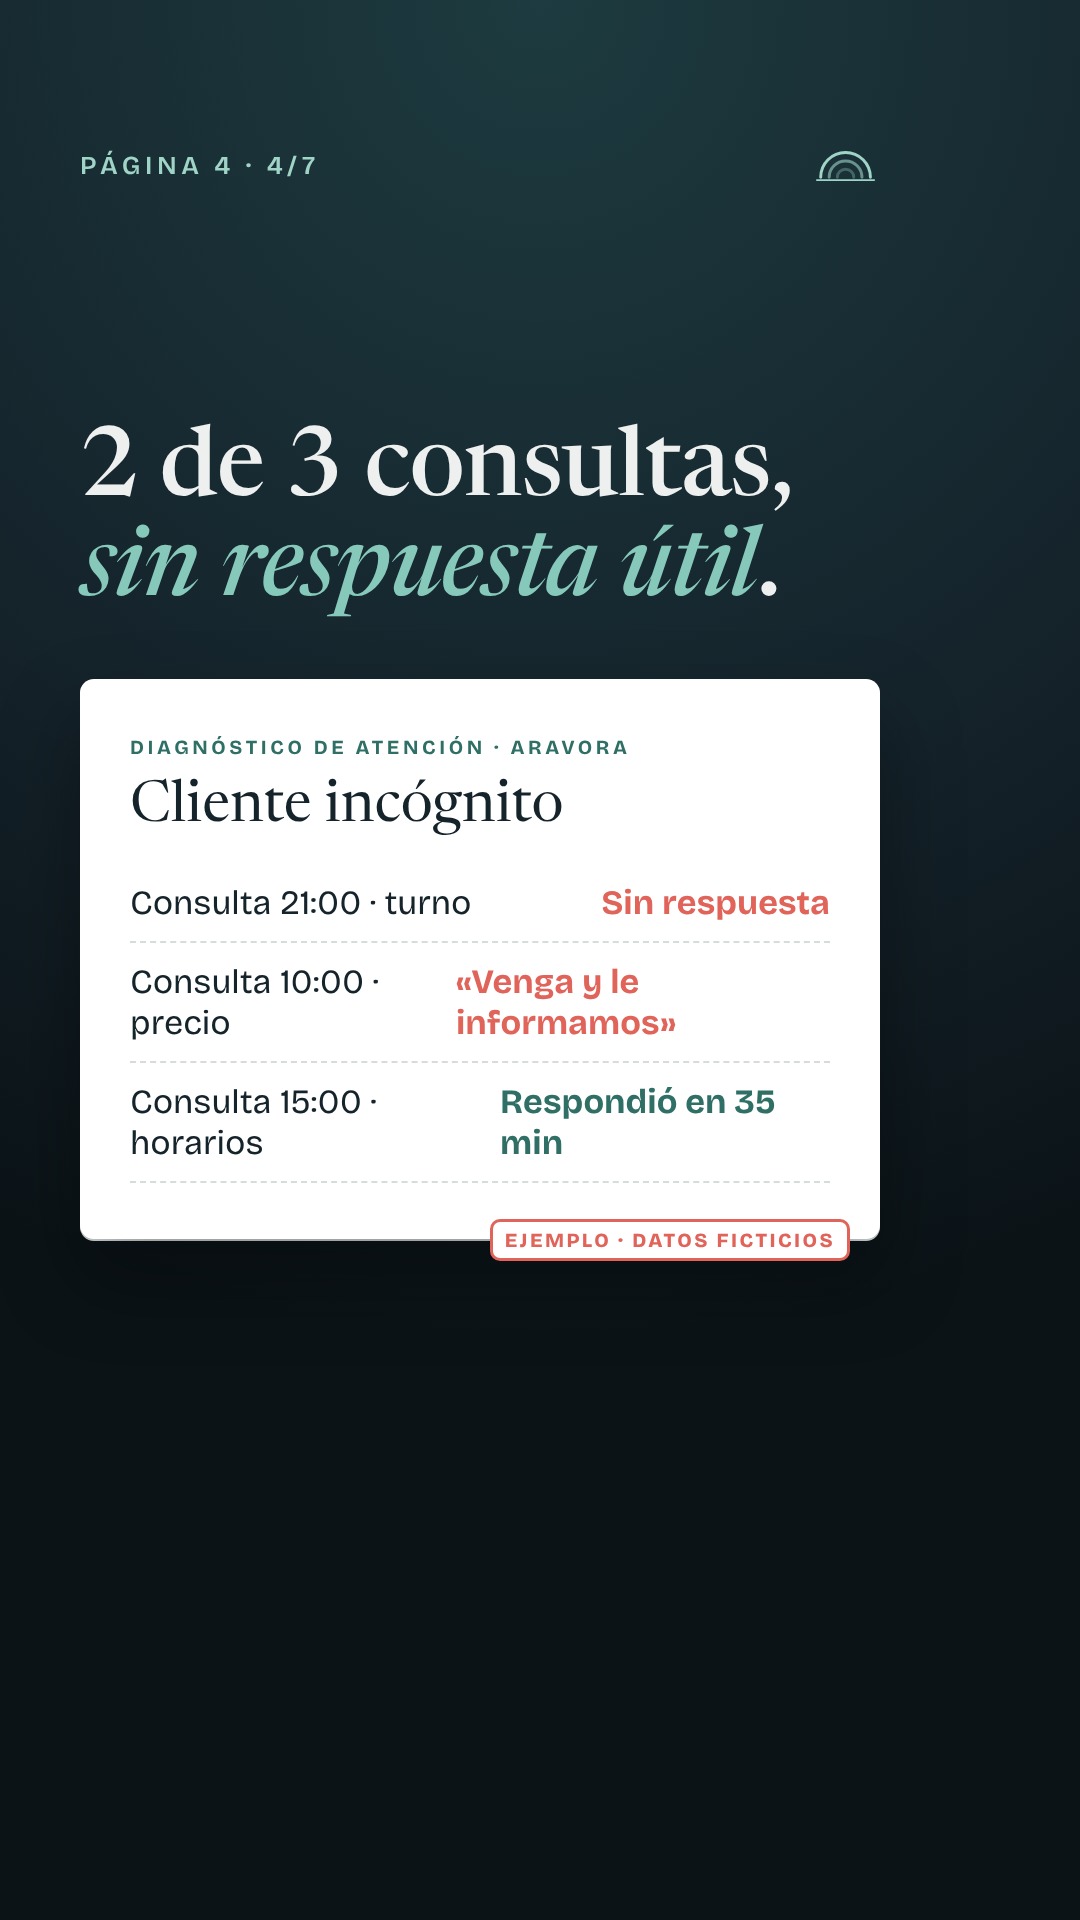 PÁGINA 4 · 4/7
2 de 3 consultas,
sin respuesta útil.
DIAGNÓSTICO DE ATENCIÓN · ARAVORA
Cliente incógnito
Consulta 21:00 · turno Sin respuesta
Consulta 10:00 · «Venga y le
precio informamos»
Consulta 15:00 · Respondió en 35
horarios min
EJEMPLO · DATOS FICTICIOS